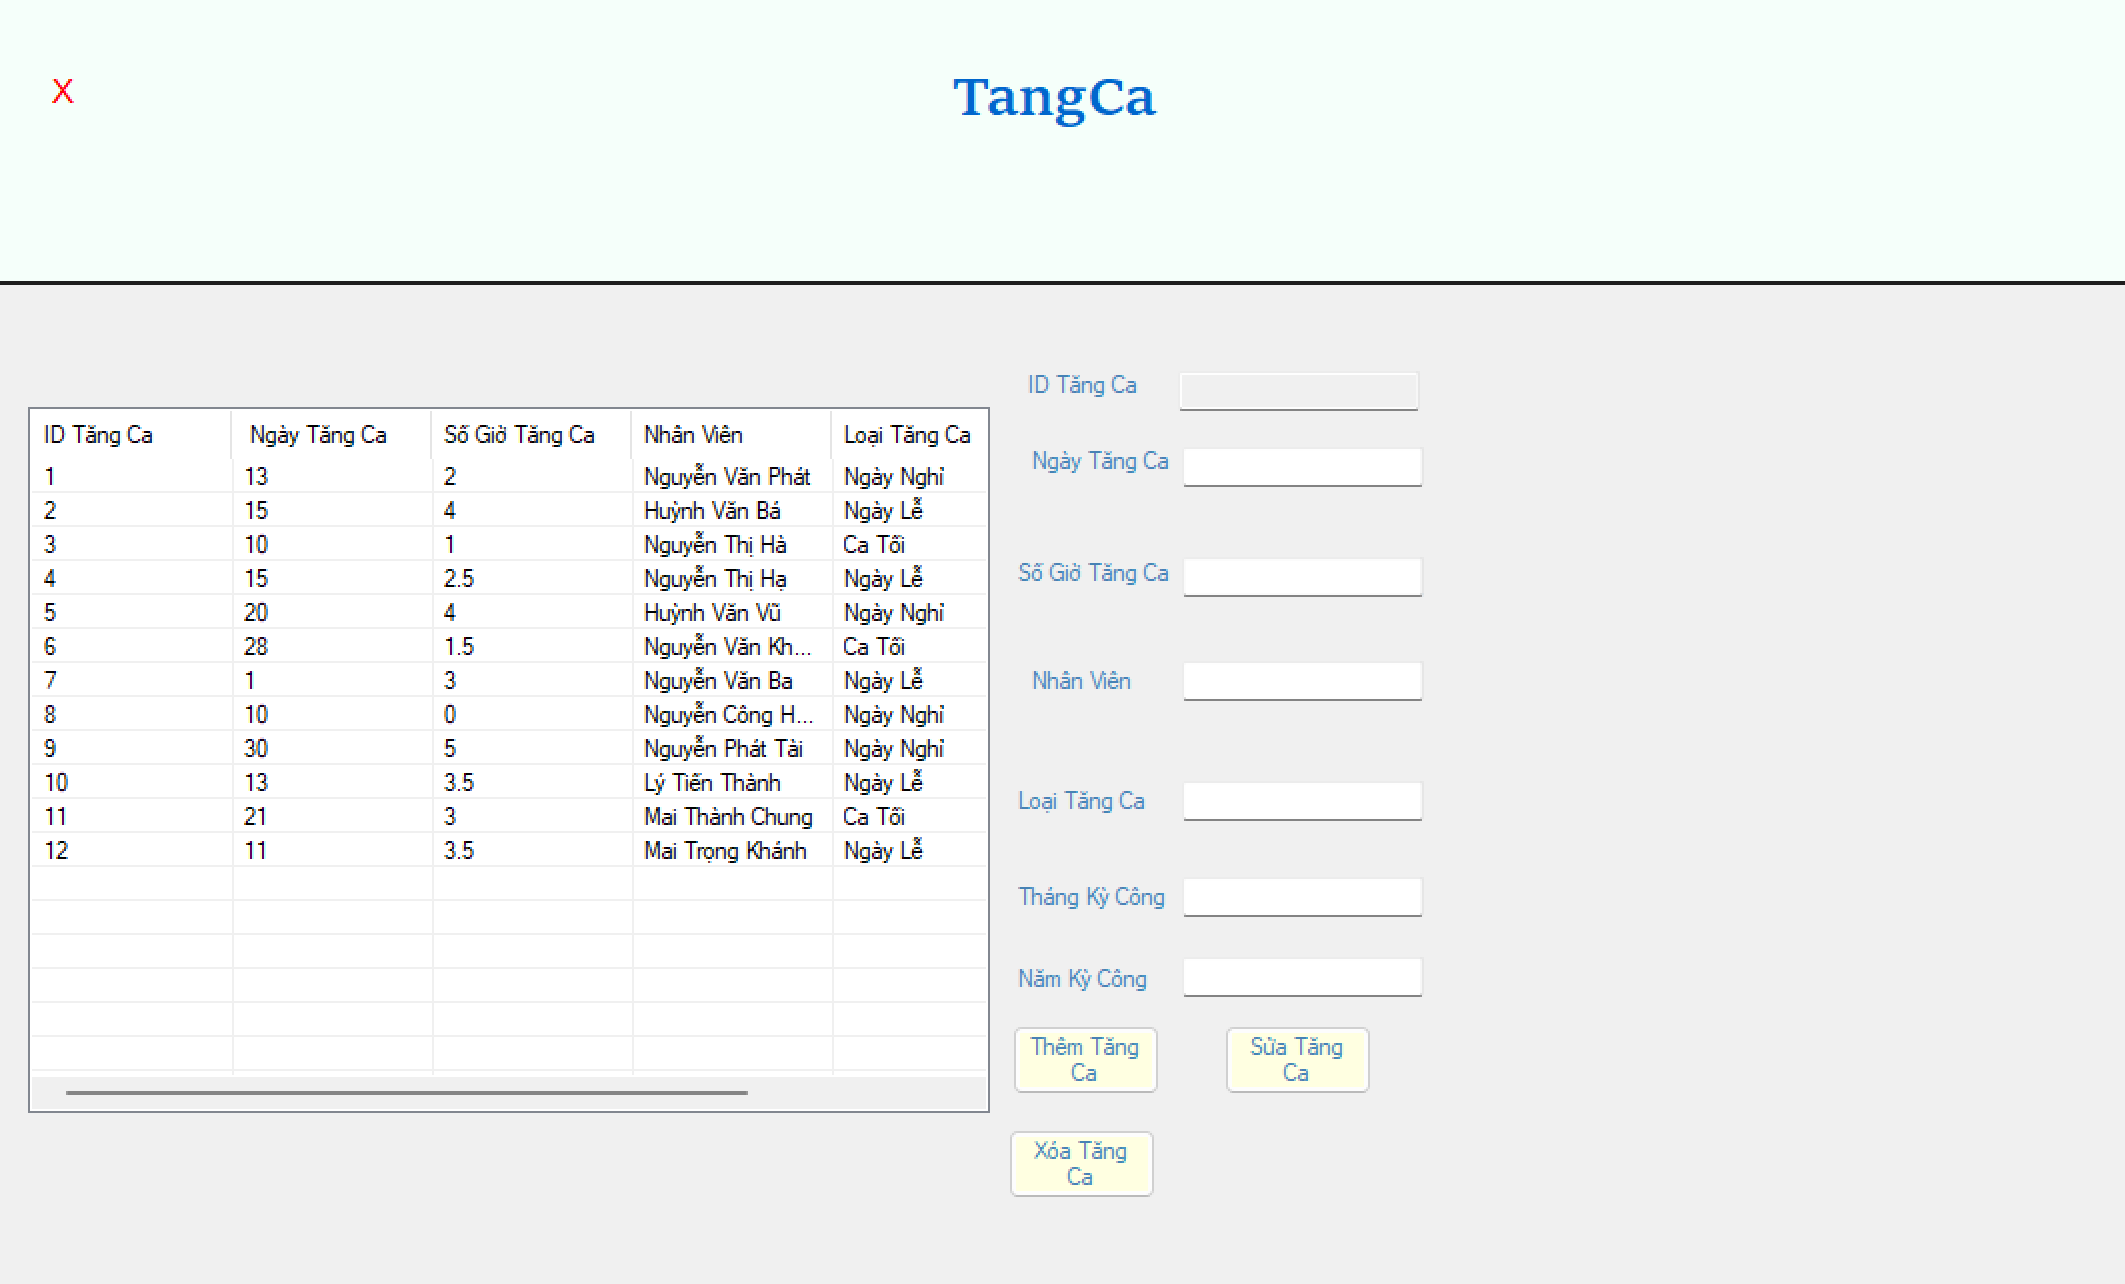 X
TangCa
ID Tăng Ca Ngày Tăng Ca Số Giờ Tăng Ca Nhân Viên Loại Tăng Ca
1 13 2 Nguyễn Văn Phát Ngày Nghỉ
2 15 4 Huỳnh Văn Bá Ngày Lễ
3 10 1 Nguyễn Thị Hà Ca Tối
4 15 2.5 Nguyễn Thị Hạ Ngày Lễ
5 20 4 Huỳnh Văn Vũ Ngày Nghỉ
6 28 1.5 Nguyễn Văn Kh... Ca Tối
7 1 3 Nguyễn Văn Ba Ngày Lễ
8 10 0 Nguyễn Công H... Ngày Nghỉ
9 30 5 Nguyễn Phát Tài Ngày Nghỉ
10 13 3.5 Lý Tiến Thành Ngày Lễ
11 21 3 Mai Thành Chung Ca Tối
12 11 3.5 Mai Trọng Khánh Ngày Lễ
ID Tăng Ca
Ngày Tăng Ca
Số Giờ Tăng Ca
Nhân Viên
Loại Tăng Ca
Tháng Kỳ Công
Năm Kỳ Công
Thêm Tăng
Ca
Sửa Tăng
Ca
Xóa Tăng
Ca